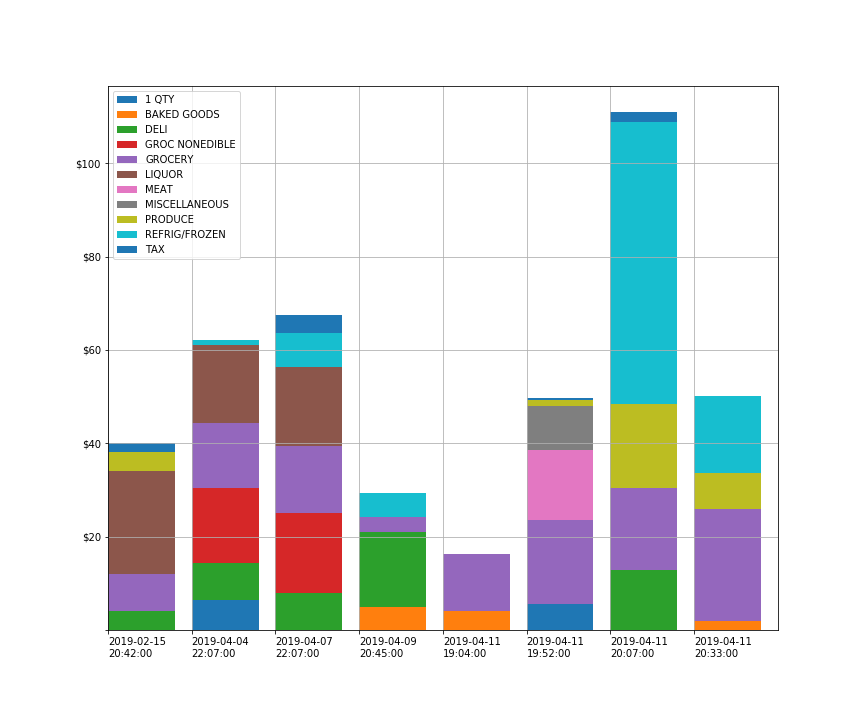 1 QTY
BAKED GOODS
DELI
GROC NONEDIBLE
GROCERY
LIQUOR
MEAT
MISCELLANEOUS
PRODUCE
REFRIG/FROZEN
TAX
$100
$80
$60
$40
$20
2019-02-15
20:42:00
2019-04-04
22:07:00
2019-04-07
22:07:00
2019-04-09
20:45:00
2019-04-11
19:04:00
2019-04-11
19:52:00
2019-04-11
20:07:00
2019-04-11
20:33:00